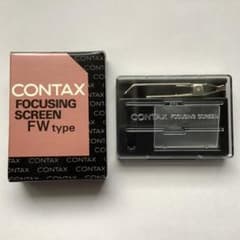 CONTAX
FOCUSING
SCREEN
FW type
CONTAX FOCUSING SCREEN